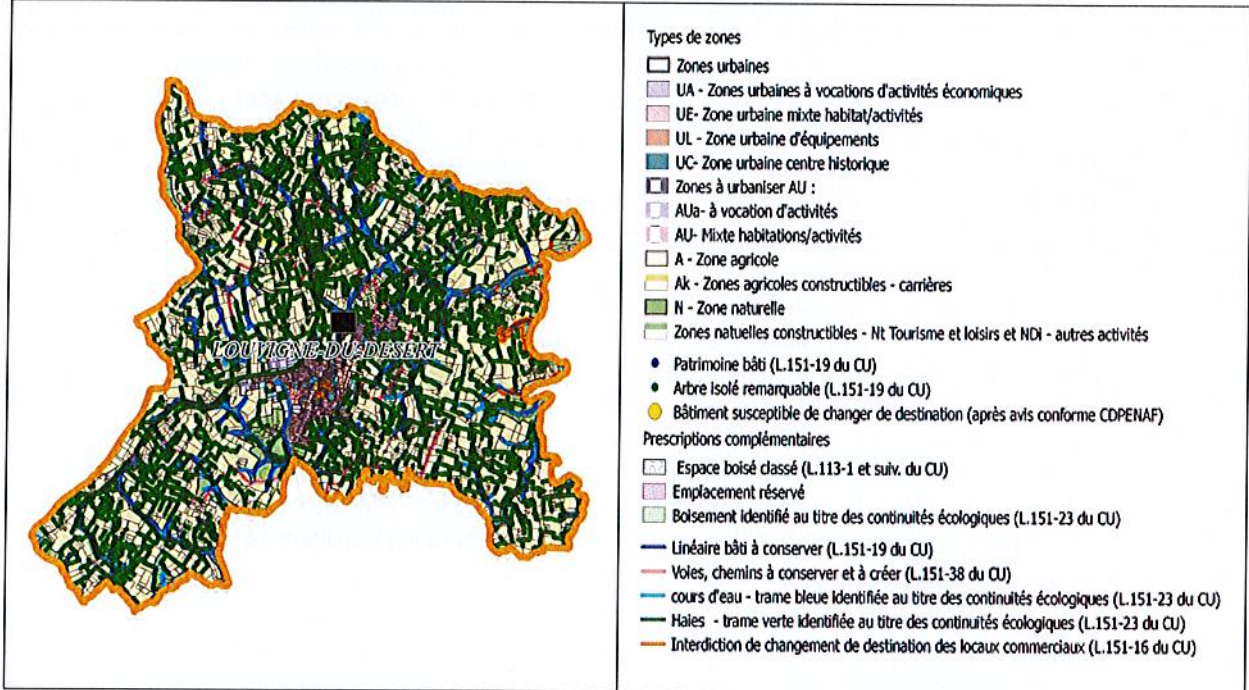 LOUVIGNE-DU-DESERT
Types de zones
Zones urbaines
UA - Zones urbaines à vocations d'activités économiques
UE- Zone urbaine mixte habitat/activités
UL - Zone urbaine d'équipements
UC- Zone urbaine centre historique
Zones à urbaniser AU :
AUa- à vocation d'activités
AU- Mixte habitations/activités
A - Zone agricole
Ak - Zones agricoles constructibles - carrières
N - Zone naturelle
Zones natuelles constructibles - Nt Tourisme et loisirs et NDi - autres activités
Patrimoine bâti (L.151-19 du CU)
Arbre isolé remarquable (L.151-19 du CU)
Bâtiment susceptible de changer de destination (après avis conforme CDPENAF)
Prescriptions complémentaires
Espace boisé classé (L.113-1 et suiv. du CU)
Emplacement réservé
Boisement identifié au titre des continuités écologiques (L.151-23 du CU)
Linéaire bâti à conserver (L.151-19 du CU)
Voies, chemins à conserver et à créer (L.151-38 du CU)
cours d'eau - trame bleue identifiée au titre des continuités écologiques (L.151-23 du CU)
Haies - trame verte identifiée au titre des continuités écologiques (L.151-23 du CU)
Interdiction de changement de destination des locaux commerciaux (L.151-16 du CU)